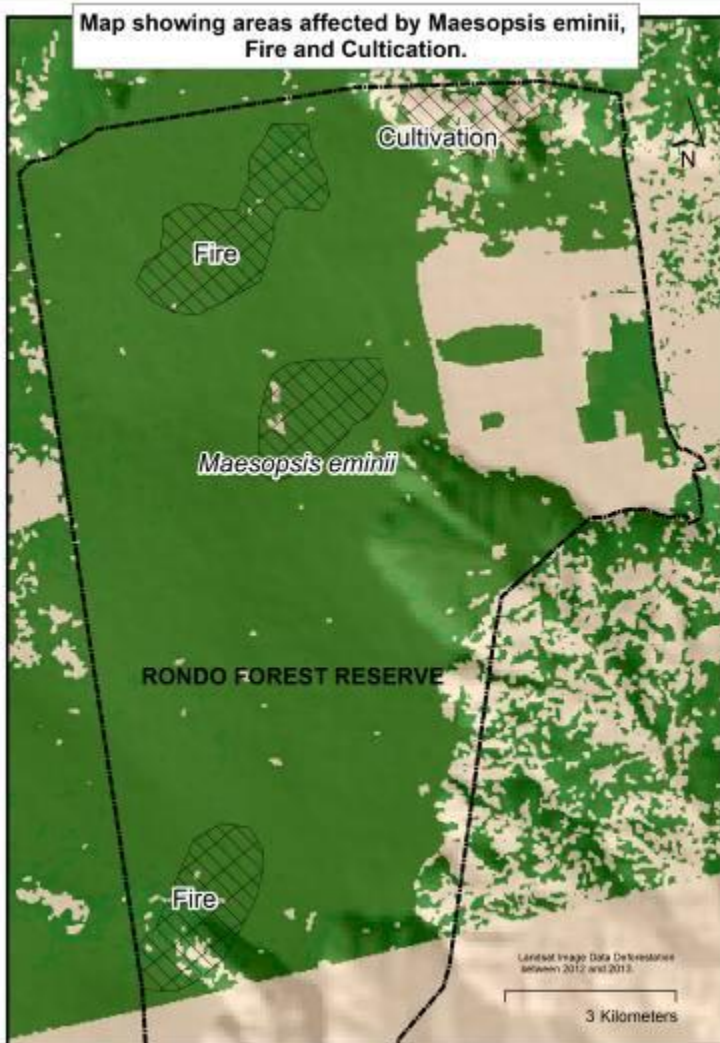 Map showing areas affected by Maesopsis eminii,
Fire and Cultication.
Cultivation
N
Fire
Maesopsis eminii
RONDO FOREST RESERVE
Fire
Landsat Image Data Deforestation
between 2012 and 2013.
3 Kilometers